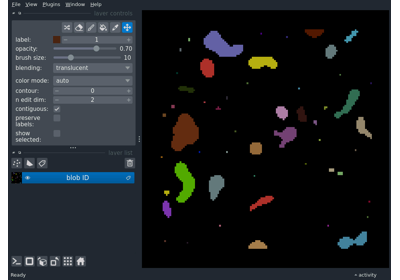 File View Plugins Window Help
layer controls
label: 1
opacity: 0.70
brush size: 10
blending: translucent
color mode: auto
contour: 0
n edit dim: 2
contiguous:
preserve
labels:
show
selected:
layer list
blob ID
Ready
activity